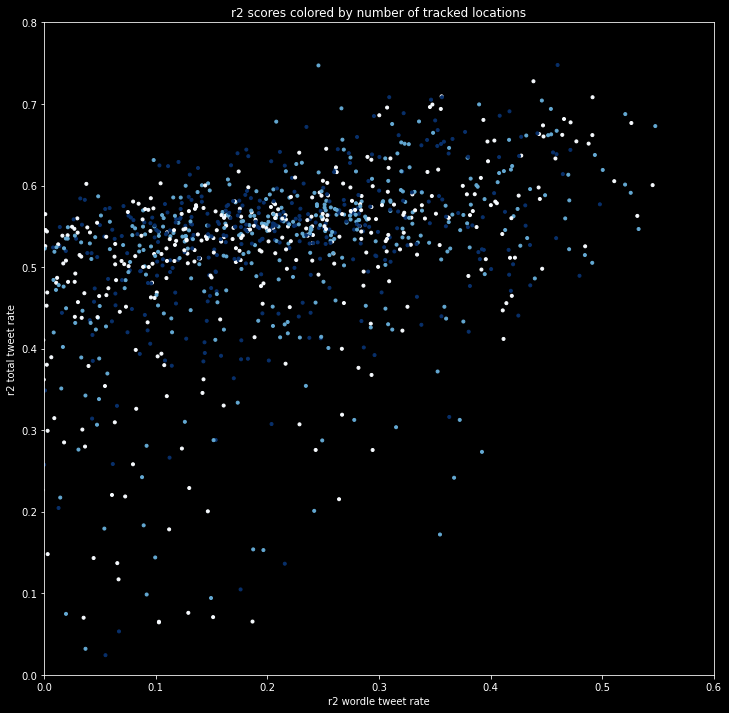 r2 scores colored by number of tracked locations
0.8
0.7
0.6
0.5
0.4
0.3
0.2
0.1
0.0
r2 total tweet rate
0.0 0.1 0.2 0.3 0.4 0.5 0.6
r2 wordle tweet rate